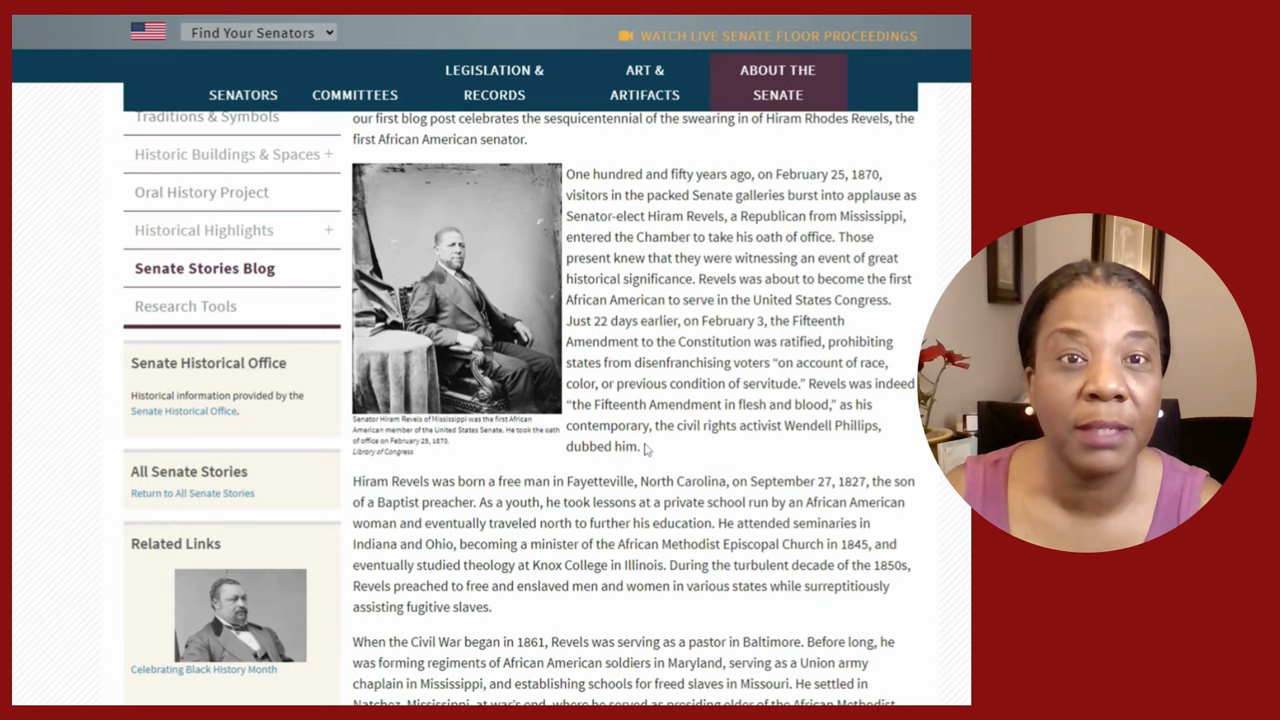 Find Your Senators
WATCH LIVE SENATE FLOOR PROCEEDINGS
SENATORS
COMMITTEES
LEGISLATION &
RECORDS
ART &
ARTIFACTS
ABOUT THE
SENATE
Traditions & Symbols
Historic Buildings & Spaces +
Oral History Project
Historical Highlights +
Senate Stories Blog
Research Tools
Senate Historical Office
Historical information provided by the
Senate Historical Office.
All Senate Stories
Return to All Senate Stories
Related Links
Celebrating Black History Month
our first blog post celebrates the sesquicentennial of the swearing in of Hiram Rhodes Revels, the
first African American senator.
Senator Hiram Revels of Mississippi was the first African
American member of the United States Senate. He took the oath
of office on February 25, 1870.
Library of Congress
One hundred and fifty years ago, on February 25, 1870,
visitors in the packed Senate galleries burst into applause as
Senator-elect Hiram Revels, a Republican from Mississippi,
entered the Chamber to take his oath of office. Those
present knew that they were witnessing an event of great
historical significance. Revels was about to become the first
African American to serve in the United States Congress.
Just 22 days earlier, on February 3, the Fifteenth
Amendment to the Constitution was ratified, prohibiting
states from disenfranchising voters “on account of race,
color, or previous condition of servitude.” Revels was indeed
“the Fifteenth Amendment in flesh and blood,” as his
contemporary, the civil rights activist Wendell Phillips,
dubbed him.
Hiram Revels was born a free man in Fayetteville, North Carolina, on September 27, 1827, the son
of a Baptist preacher. As a youth, he took lessons at a private school run by an African American
woman and eventually traveled north to further his education. He attended seminaries in
Indiana and Ohio, becoming a minister of the African Methodist Episcopal Church in 1845, and
eventually studied theology at Knox College in Illinois. During the turbulent decade of the 1850s,
Revels preached to free and enslaved men and women in various states while surreptitiously
assisting fugitive slaves.
When the Civil War began in 1861, Revels was serving as a pastor in Baltimore. Before long, he
was forming regiments of African American soldiers in Maryland, serving as a Union army
chaplain in Mississippi, and establishing schools for freed slaves in Missouri. He settled in
Natchez, Mississippi, at war's end, where he served as presiding elder of the African Methodist